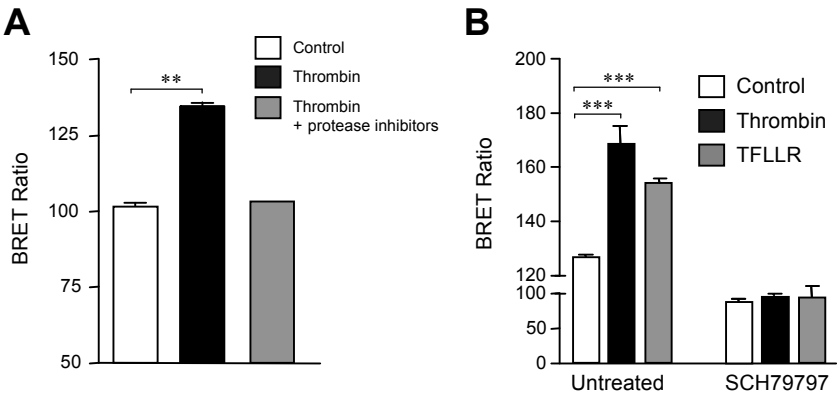 A
BRET Ratio
150
125
100
75
50
**
Control
Thrombin
Thrombin
+ protease inhibitors
B
BRET Ratio
200
180
160
140
120
100
50
0
***
***
Control
Thrombin
TFLLR
Untreated
SCH79797